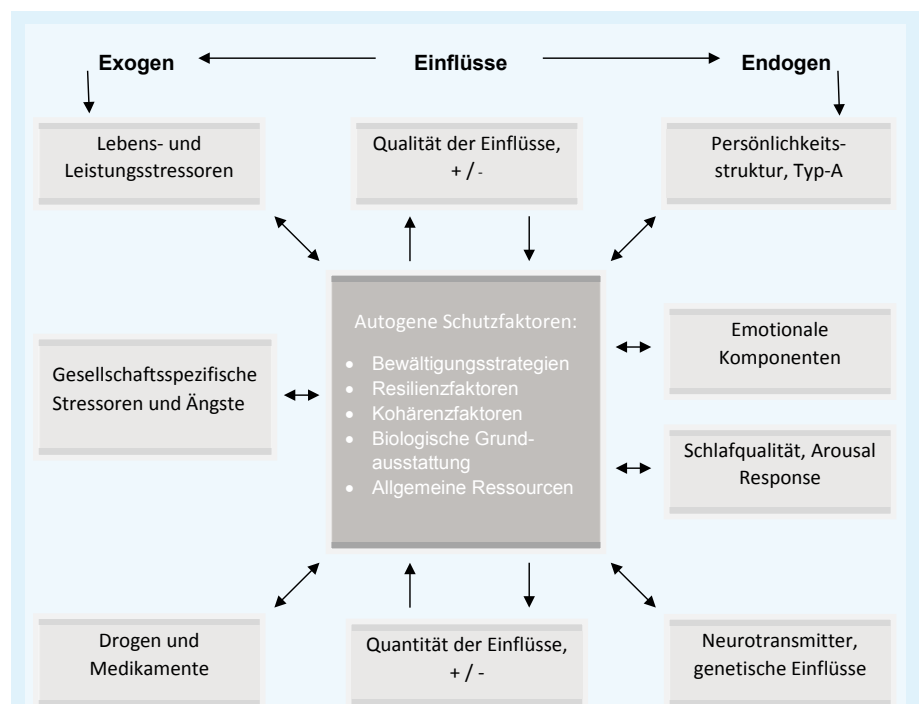 Exogen
Einflüsse
Endogen
Lebens- und
Leistungsstressoren
Qualität der Einflüsse,
+ / -
Persönlichkeits-
struktur, Typ-A
Gesellschaftsspezifische
Stressoren und Ängste
Autogene Schutzfaktoren:
• Bewältigungsstrategien
• Resilienzfaktoren
• Kohärenzfaktoren
• Biologische Grund-
ausstattung
• Allgemeine Ressourcen
Emotionale
Komponenten
Schlafqualität, Arousal
Response
Drogen und
Medikamente
Quantität der Einflüsse,
+ / -
Neurotransmitter,
genetische Einflüsse